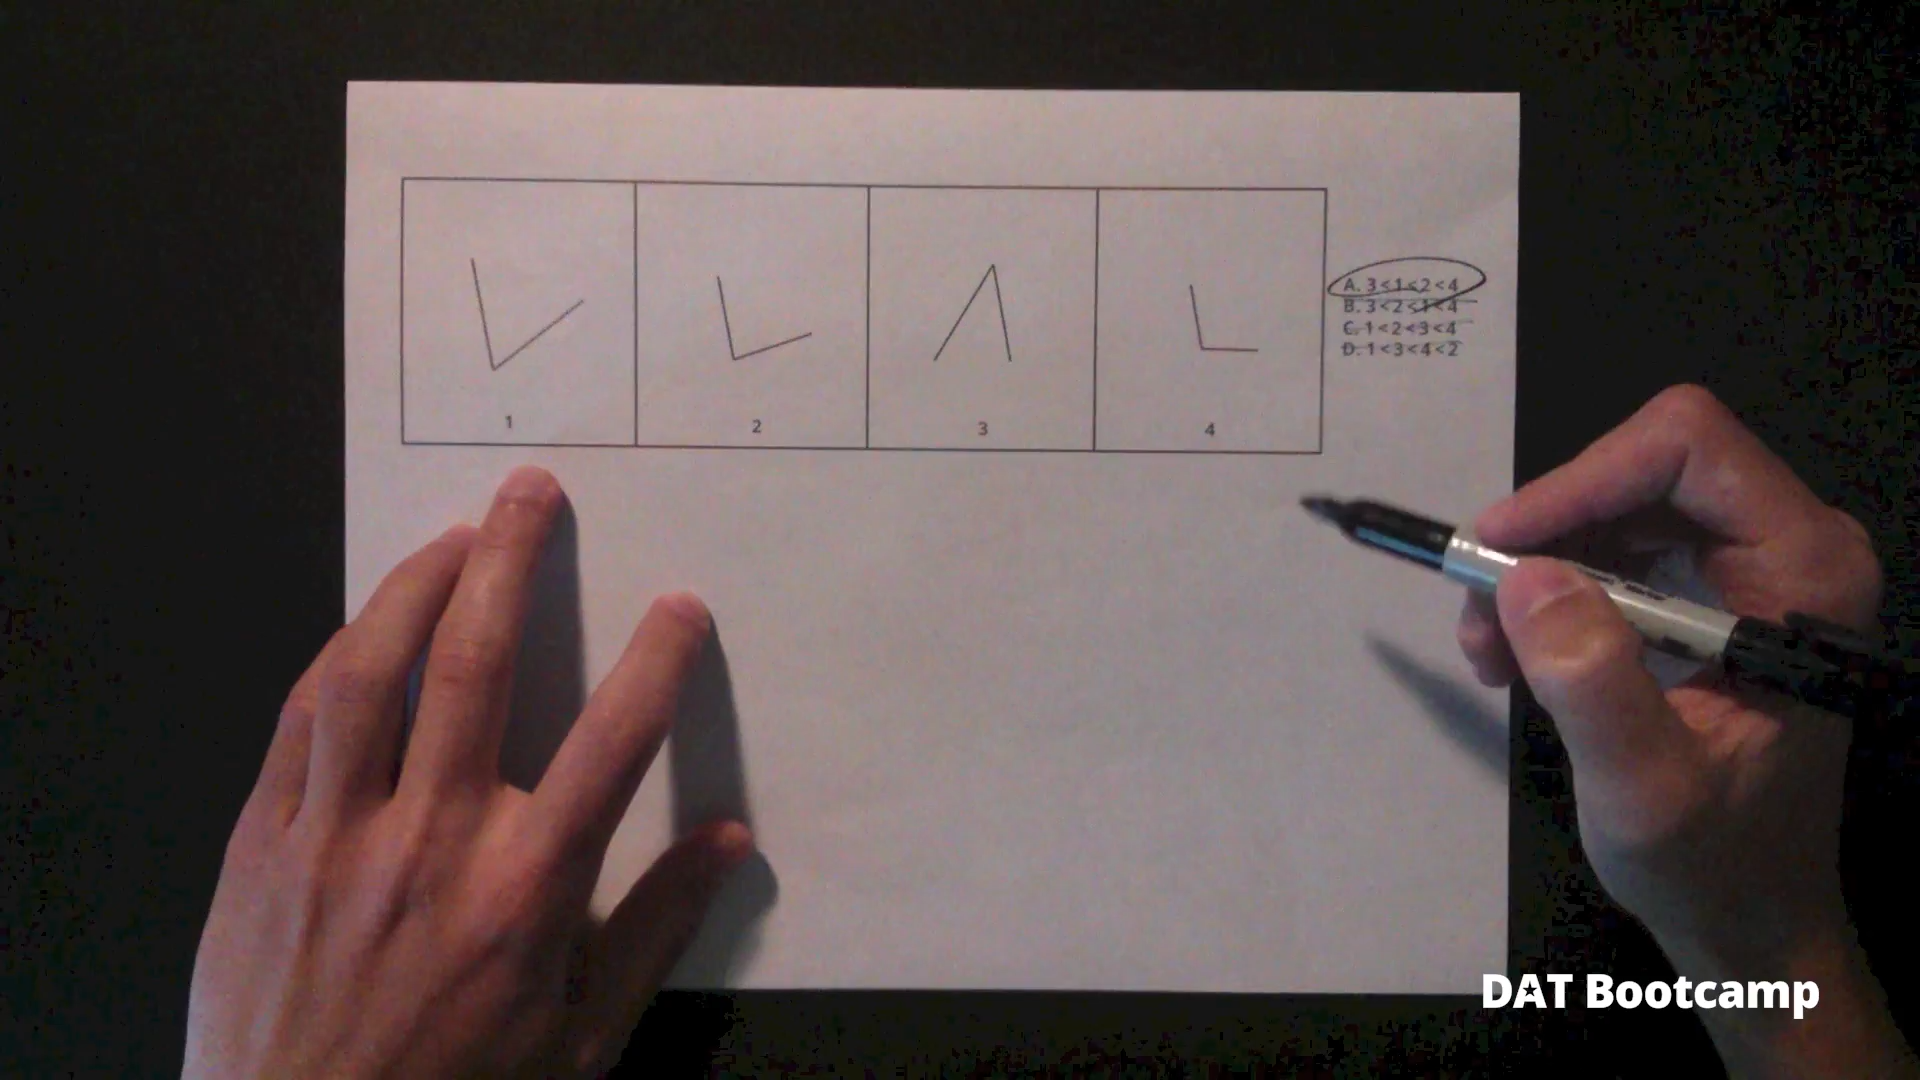 1
2
3
4
A. 3<1<2<4
B. 3<2<1<4
C. 1<2<3<4
D. 1<3<4<2
DAT Bootcamp